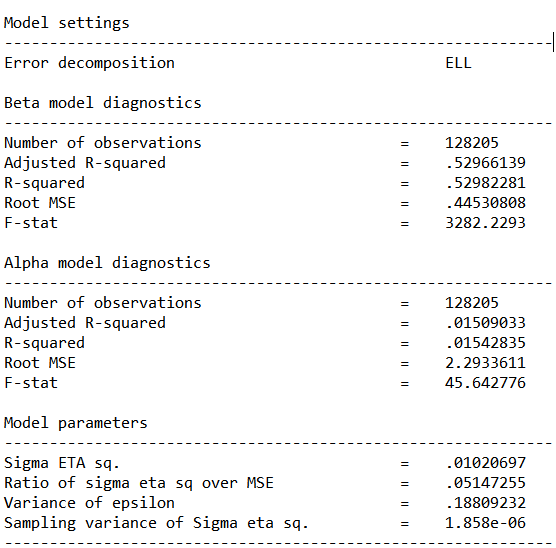 Model settings
Error decomposition ELL
Beta model diagnostics
Number of observations = 128205
Adjusted R-squared = .52966139
R-squared = .52982281
Root MSE = .44530808
F-stat = 3282.2293
Alpha model diagnostics
Number of observations = 128205
Adjusted R-squared = .01509033
R-squared = .01542835
Root MSE = 2.2933611
F-stat = 45.642776
Model parameters
Sigma ETA sq. = .01020697
Ratio of sigma eta sq over MSE = .05147255
Variance of epsilon = .18809232
Sampling variance of Sigma eta sq. = 1.858e-06